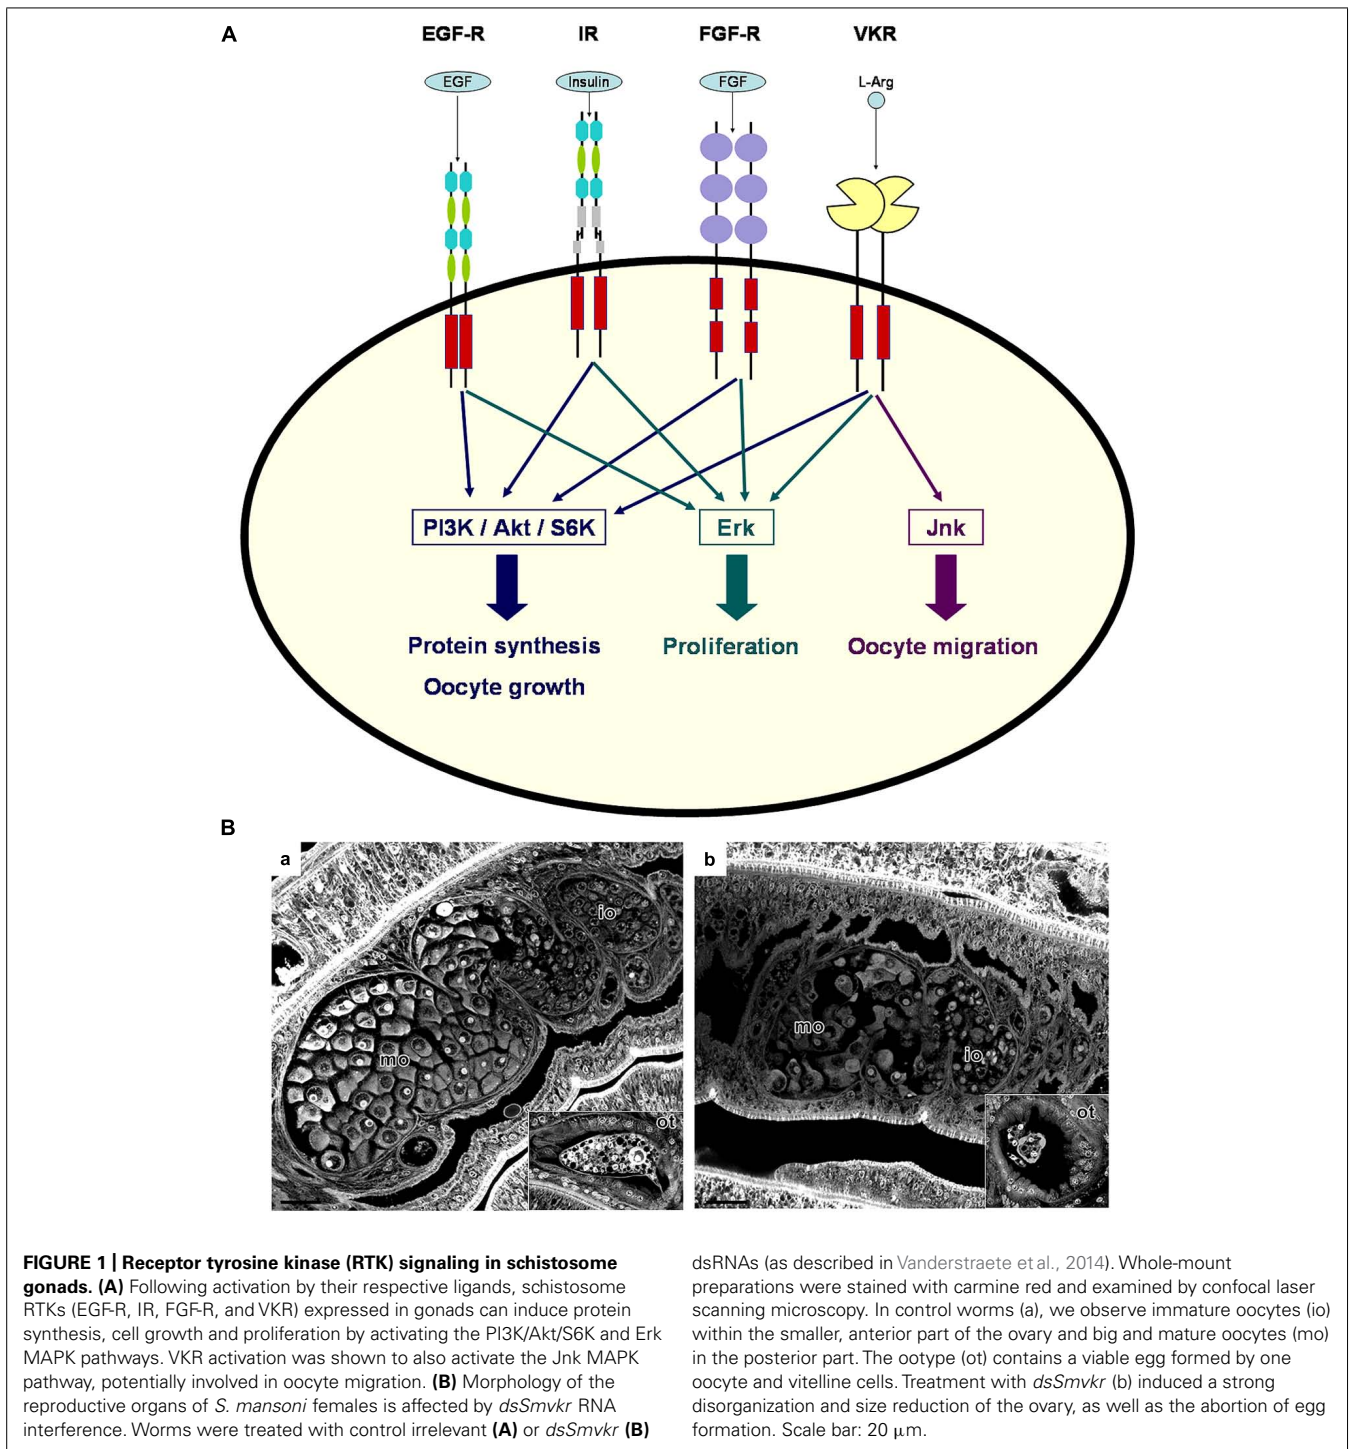 A
EGF-R IR FGF-R VKR
EGF Insulin FGF L-Arg
PI3K / Akt / S6K Erk Jnk
Protein synthesis Proliferation Oocyte migration
Oocyte growth
B
a
io
mo
ot
b
mo
io
ot
FIGURE 1 | Receptor tyrosine kinase (RTK) signaling in schistosome
gonads. (A) Following activation by their respective ligands, schistosome
RTKs (EGF-R, IR, FGF-R, and VKR) expressed in gonads can induce protein
synthesis, cell growth and proliferation by activating the PI3K/Akt/S6K and Erk
MAPK pathways. VKR activation was shown to also activate the Jnk MAPK
pathway, potentially involved in oocyte migration. (B) Morphology of the
reproductive organs of S. mansoni females is affected by dsSmvkr RNA
interference. Worms were treated with control irrelevant (A) or dsSmvkr (B)
dsRNAs (as described in Vanderstraete et al., 2014). Whole-mount
preparations were stained with carmine red and examined by confocal laser
scanning microscopy. In control worms (a), we observe immature oocytes (io)
within the smaller, anterior part of the ovary and big and mature oocytes (mo)
in the posterior part. The ootype (ot) contains a viable egg formed by one
oocyte and vitelline cells. Treatment with dsSmvkr (b) induced a strong
disorganization and size reduction of the ovary, as well as the abortion of egg
formation. Scale bar: 20 μm.